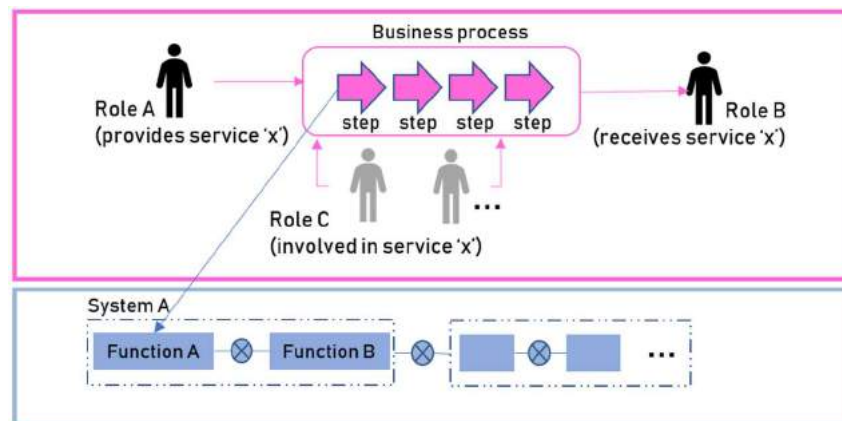 Business process
Role A
(provides service ‘x’)
step step step step
Role B
(receives service ‘x’)
Role C
(involved in service ‘x’)
...
System A
Function A
Function B
...